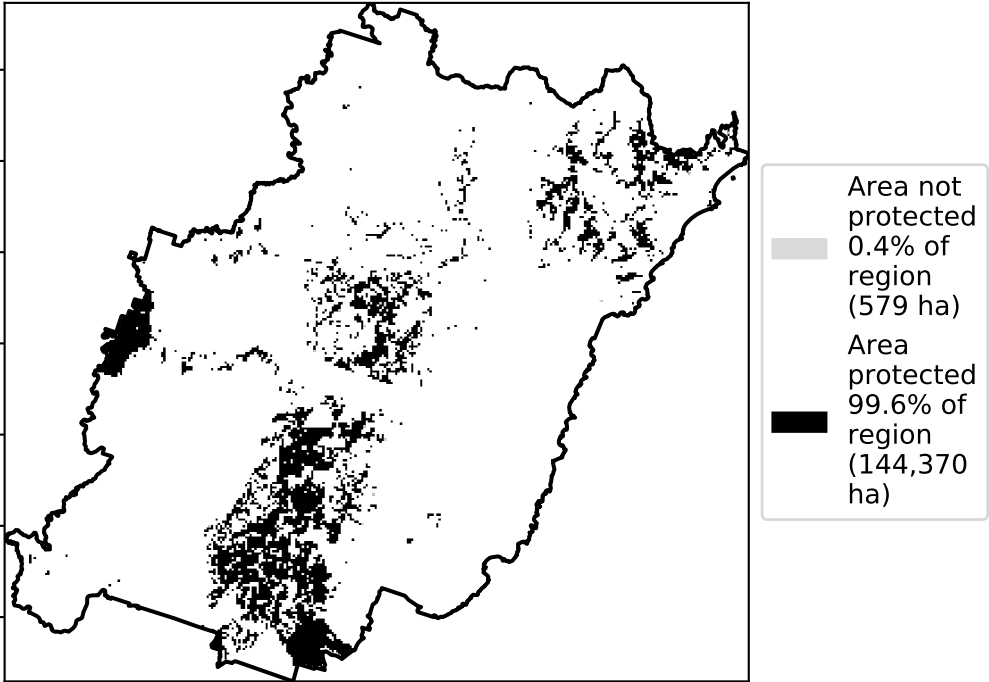 Area not
protected
0.4% of
region
(579 ha)
Area
protected
99.6% of
region
(144,370
ha)